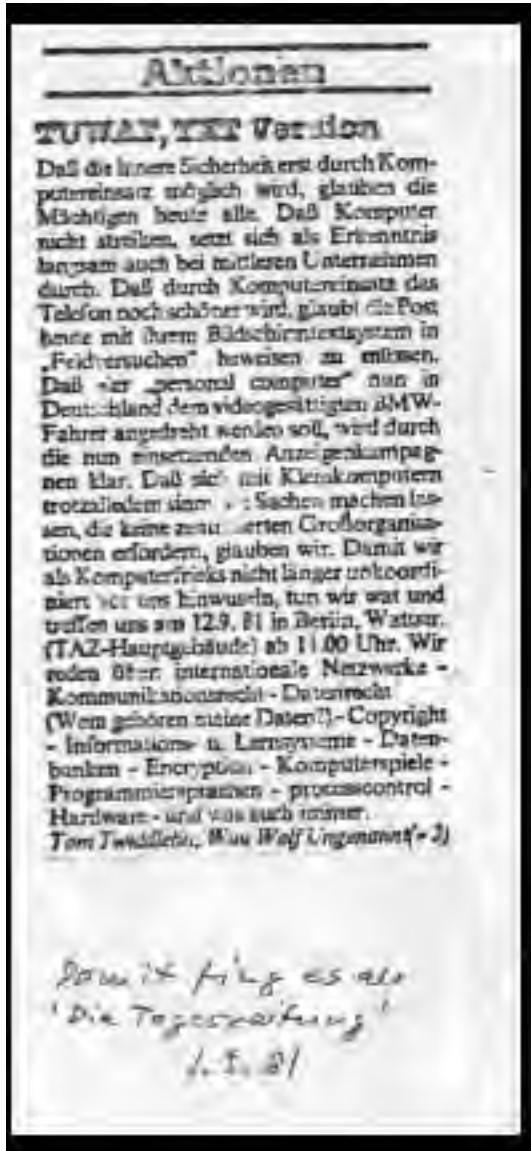 Aktionen
TUWAT,TXT Version
Daß die innere Sicherheit erst durch Kom-
putereinsatz möglich wird, glauben die
Mächtigen heute alle. Daß Komputer
nicht streiken, setzt sich als Erkenntnis
langsam auch bei mittleren Unternehmen
durch. Daß durch Komputereinsatz das
Telefon noch schöner wird, glaubt die Post
heute mit ihrem Bildschirmtextsystem in
„Feldversuchen" beweisen zu müssen.
Daß der „personal computer" nun in
Deutschland dem videogesättigten BMW-
Fahrer angedreht werden soll, wird durch
die nun einsetzenden Anzeigenkampag-
nen klar. Daß sich mit Kleinkomputern
trotzalledem Sachen machen las-
sen, die keine Großorganisa-
tionen erfordern, glauben wir. Damit wir
als Komputerfrieks nicht länger unkoordi-
niert vor uns hinwuseln, tun wir wat und
treffen uns am 12.9. 81 in Berlin, Wattstr.
(TAZ-Hauptgebäude) ab 11.00 Uhr. Wir
reden über: internationale Netzwerke -
Kommunikationsrecht - Datenrecht
(Wem gehören meine Daten?) - Copyright
- Informations- u. Lernsysteme - Daten-
banken - Encryption - Komputerspiele -
Programmiersprachen - processcontrol -
Hardware - und was auch immer.
Tom Twiddlebit, Wau Wolf Ungenannt(- 2)
Damit fing es an
'Die Tageszeitung'
81